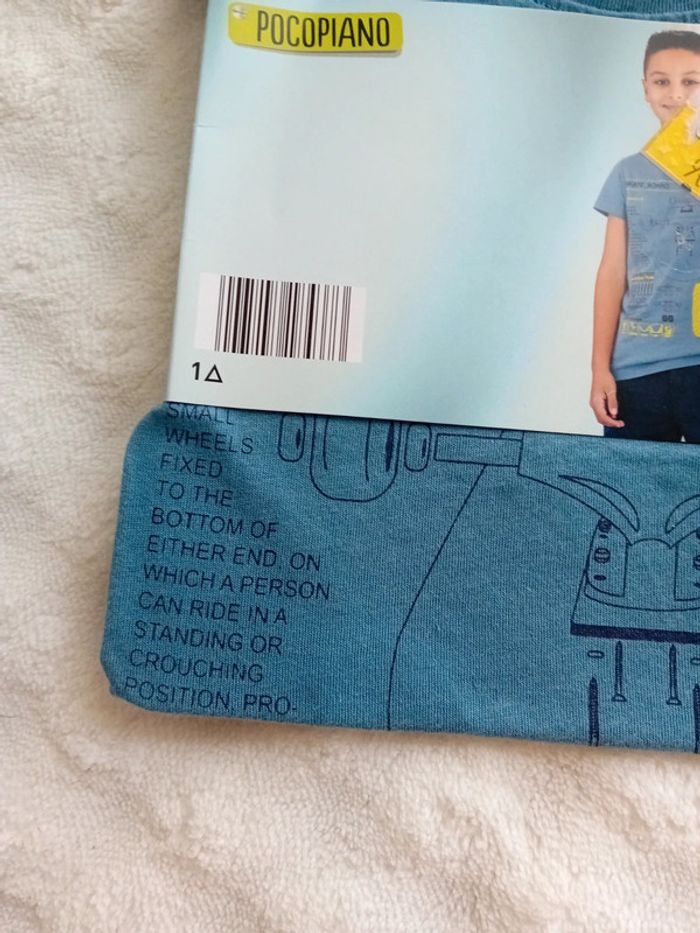 POCOPIANO
1
SMALL
WHEELS
FIXED
TO THE
BOTTOM OF
EITHER END, ON
WHICH A PERSON
CAN RIDE IN A
STANDING OR
CROUCHING
POSITION, PRO-